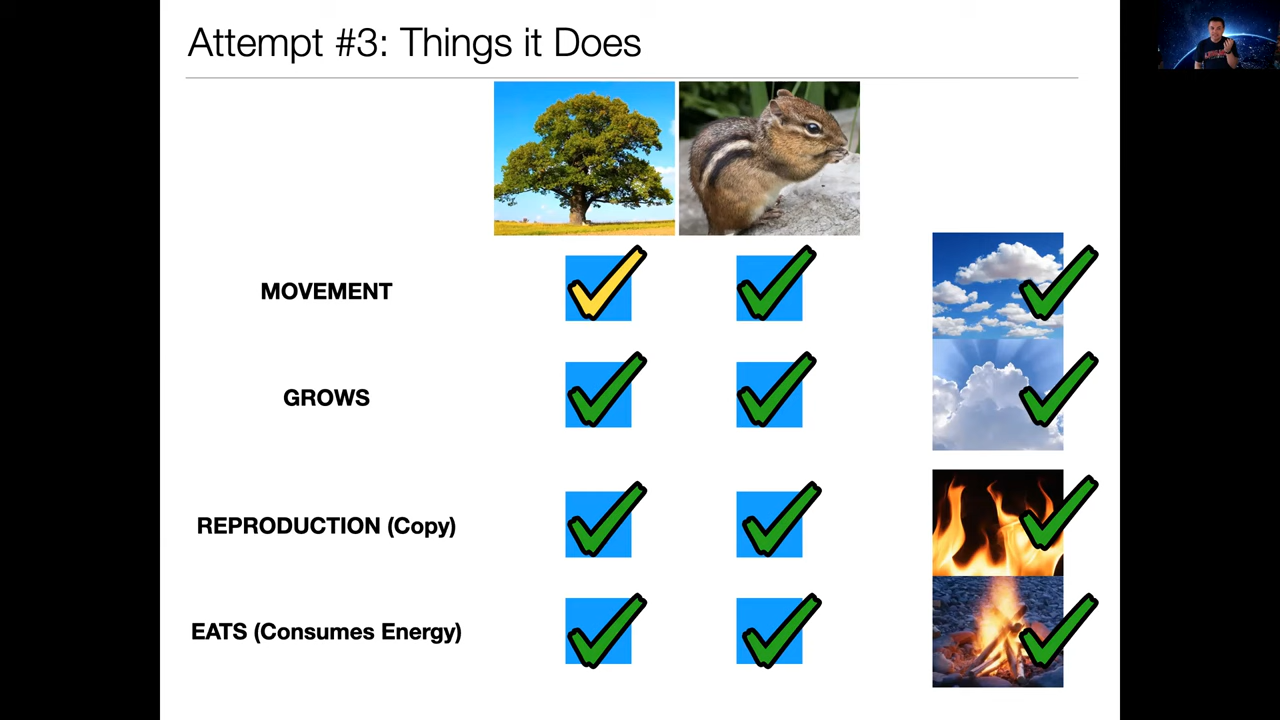 Attempt #3: Things it Does
MOVEMENT
GROWS
REPRODUCTION (Copy)
EATS (Consumes Energy)